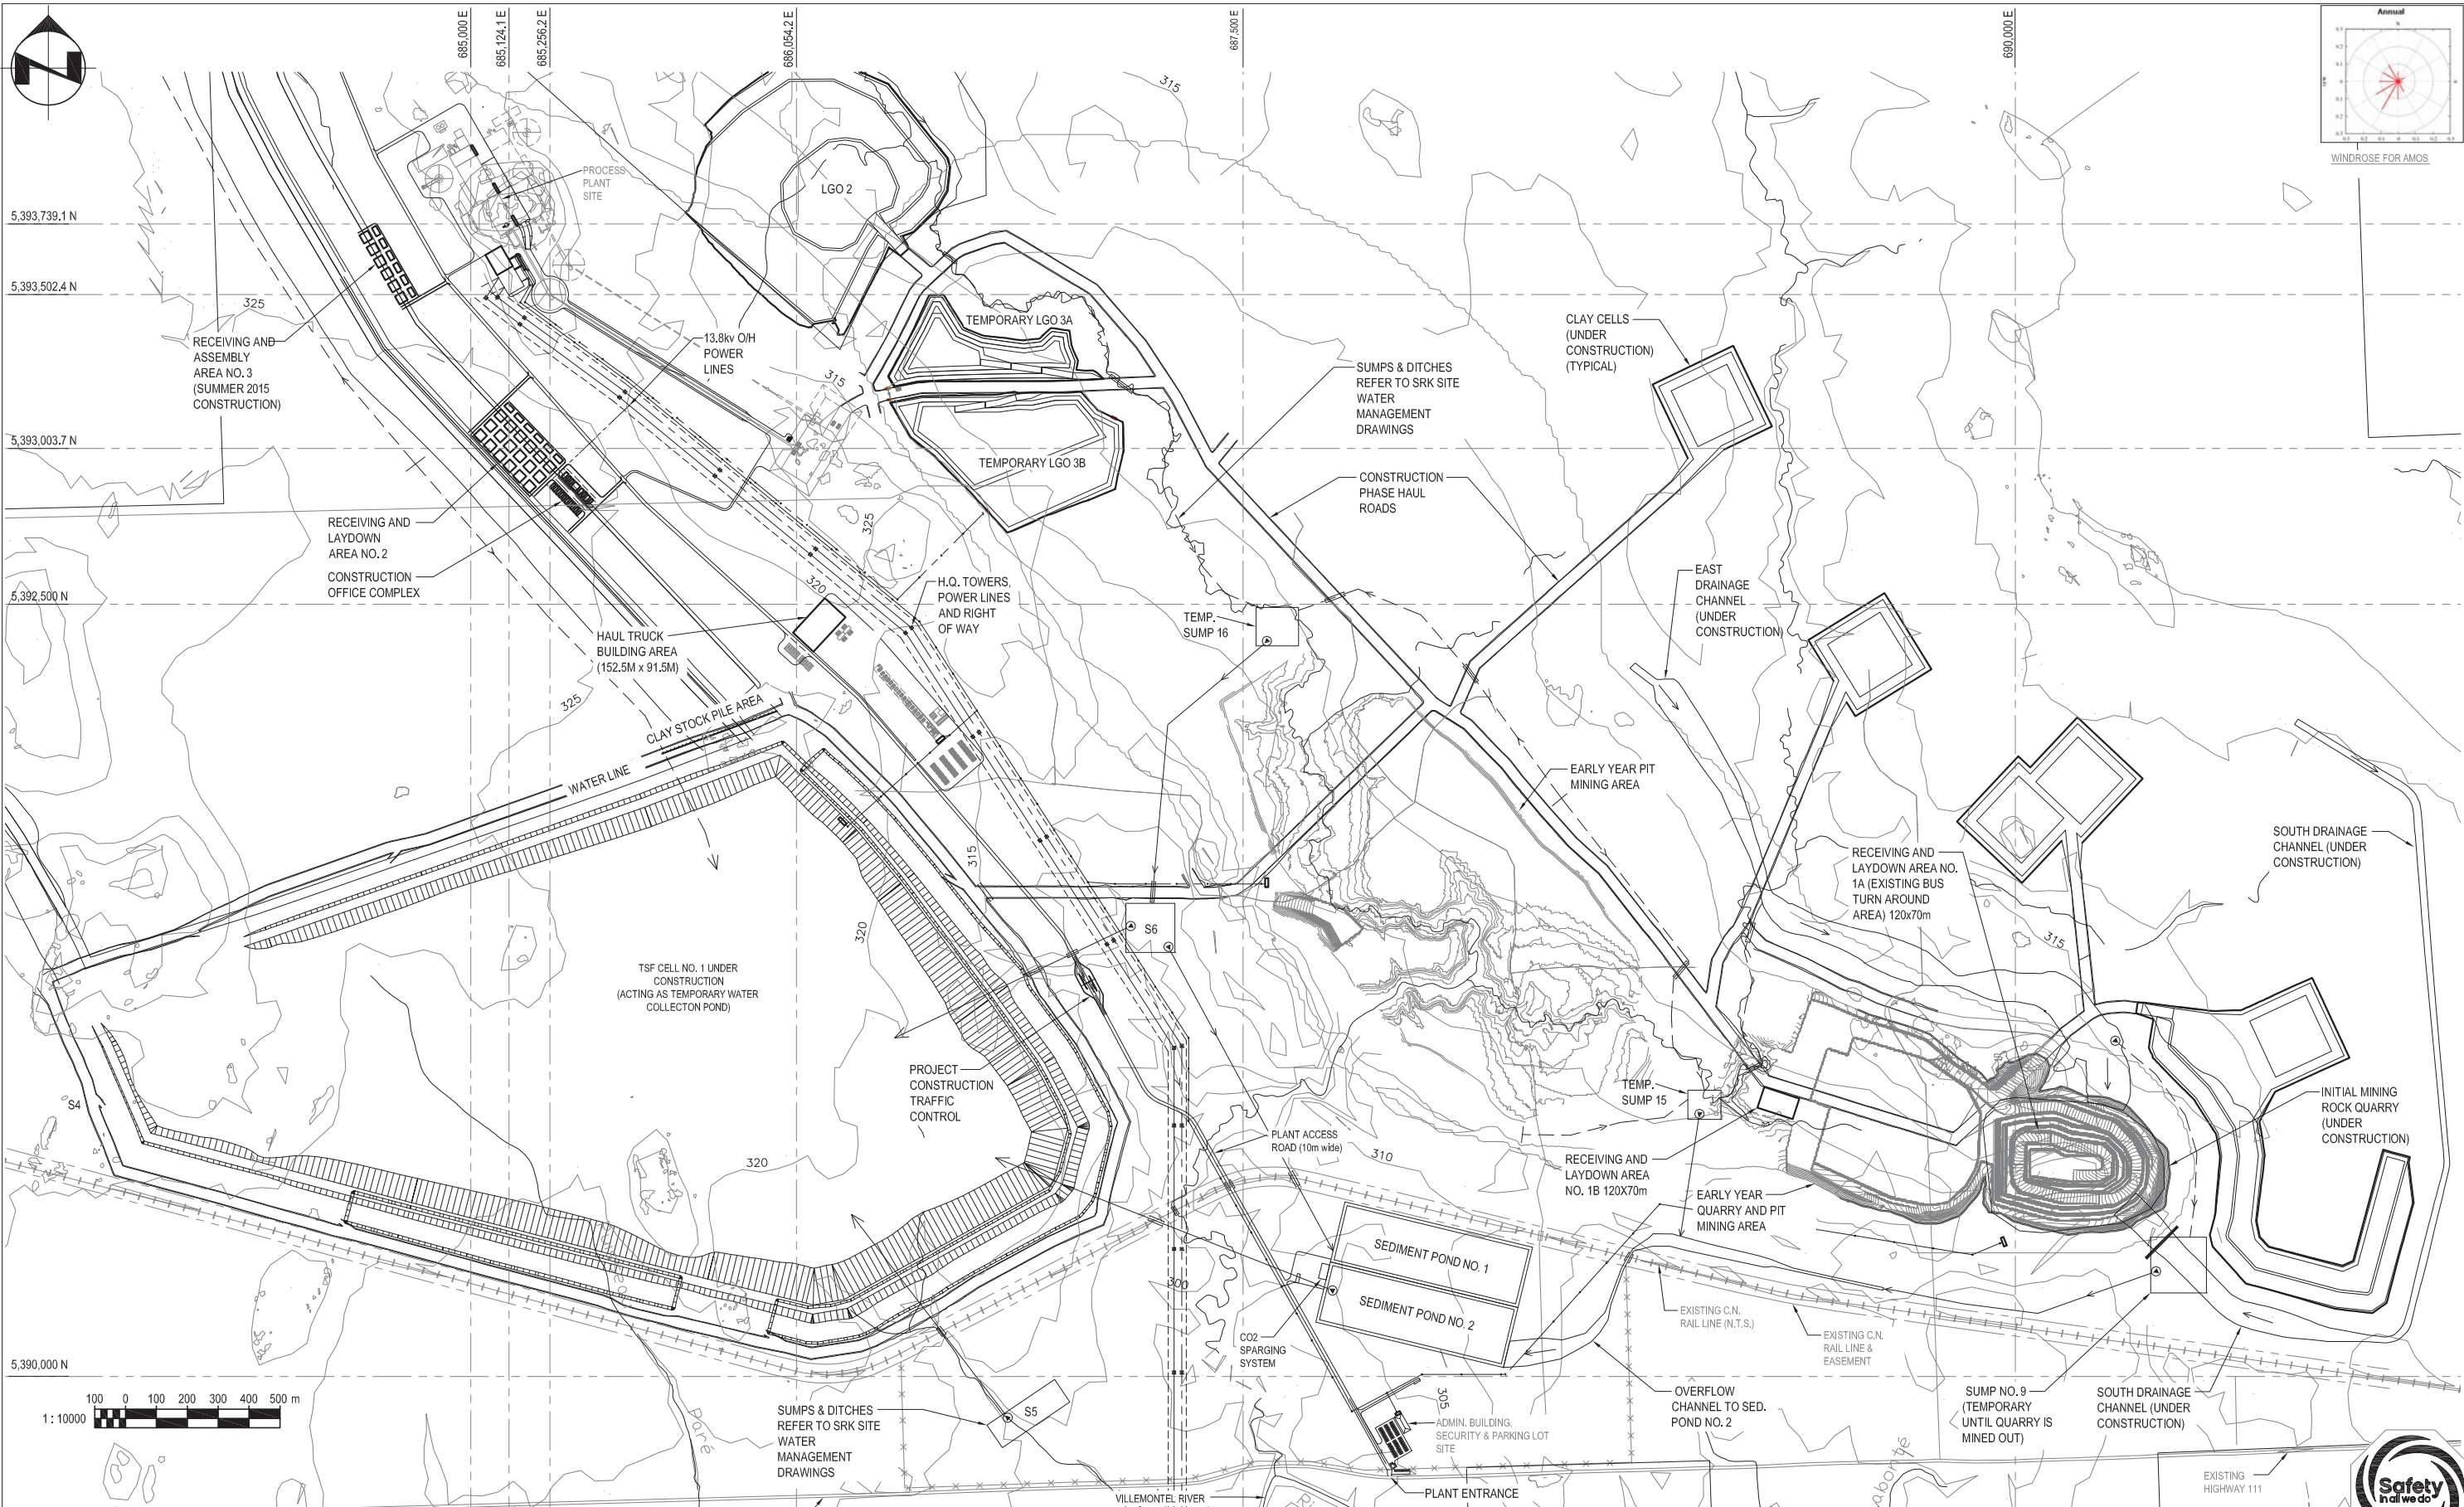 685,000 E
685,124.1 E
685,256.2 E
686,054.2 E
687,500 E
690,000 E
Annual
WINDROSE FOR AMOS
315
PROCESS
PLANT
SITE
LGO 2
5,393,739.1 N
5,393,502.4 N
325
RECEIVING AND
ASSEMBLY
AREA NO. 3
(SUMMER 2015
CONSTRUCTION)
13.8kv O/H
POWER
LINES
315
TEMPORARY LGO 3A
SUMPS & DITCHES
REFER TO SRK SITE
WATER
MANAGEMENT
DRAWINGS
CLAY CELLS
(UNDER
CONSTRUCTION)
(TYPICAL)
5,393,003.7 N
TEMPORARY LGO 3B
CONSTRUCTION
PHASE HAUL
ROADS
RECEIVING AND
LAYDOWN
AREA NO. 2
CONSTRUCTION
OFFICE COMPLEX
325
320
H.Q. TOWERS,
POWER LINES
AND RIGHT
OF WAY
EAST
DRAINAGE
CHANNEL
(UNDER
CONSTRUCTION)
5,392,500 N
TEMP.
SUMP 16
HAUL TRUCK
BUILDING AREA
(152.5M x 91.5M)
325
CLAY STOCK PILE AREA
WATER LINE
EARLY YEAR PIT
MINING AREA
315
SOUTH DRAINAGE
CHANNEL (UNDER
CONSTRUCTION)
RECEIVING AND
LAYDOWN AREA NO.
1A (EXISTING BUS
TURN AROUND
AREA) 120x70m
320
S6
315
TSF CELL NO. 1 UNDER
CONSTRUCTION
(ACTING AS TEMPORARY WATER
COLLECTON POND)
PROJECT
CONSTRUCTION
TRAFFIC
CONTROL
S4
TEMP.
SUMP 15
INITIAL MINING
ROCK QUARRY
(UNDER
CONSTRUCTION)
PLANT ACCESS
ROAD (10m wide)
310
320
RECEIVING AND
LAYDOWN AREA
NO. 1B 120X70m
EARLY YEAR
QUARRY AND PIT
MINING AREA
SEDIMENT POND NO. 1
300
SEDIMENT POND NO. 2
EXISTING C.N.
RAIL LINE (N.T.S.)
EXISTING C.N.
RAIL LINE &
EASEMENT
CO2
SPARGING
SYSTEM
5,390,000 N
100 0 100 200 300 400 500 m
1 : 10000
SUMPS & DITCHES
REFER TO SRK SITE
WATER
MANAGEMENT
DRAWINGS
S5
305
ADMIN. BUILDING,
SECURITY & PARKING LOT
SITE
OVERFLOW
CHANNEL TO SED.
POND NO. 2
SUMP NO. 9
(TEMPORARY
UNTIL QUARRY IS
MINED OUT)
SOUTH DRAINAGE
CHANNEL (UNDER
CONSTRUCTION)
VILLEMONTEL RIVER
PLANT ENTRANCE
EXISTING
HIGHWAY 111
Safety
in all we do